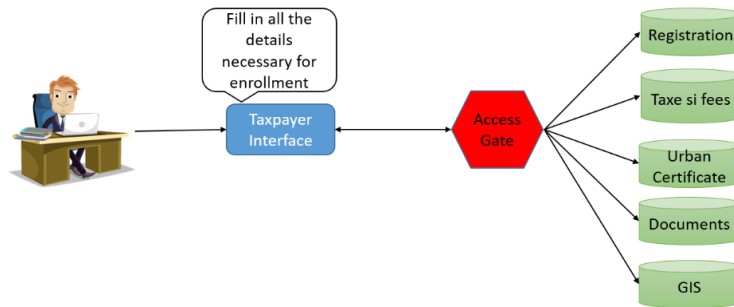 Fill in all the
details
necessary for
enrollment
Taxpayer
Interface
Access
Gate
Registration
Taxe si fees
Urban
Certificate
Documents
GIS